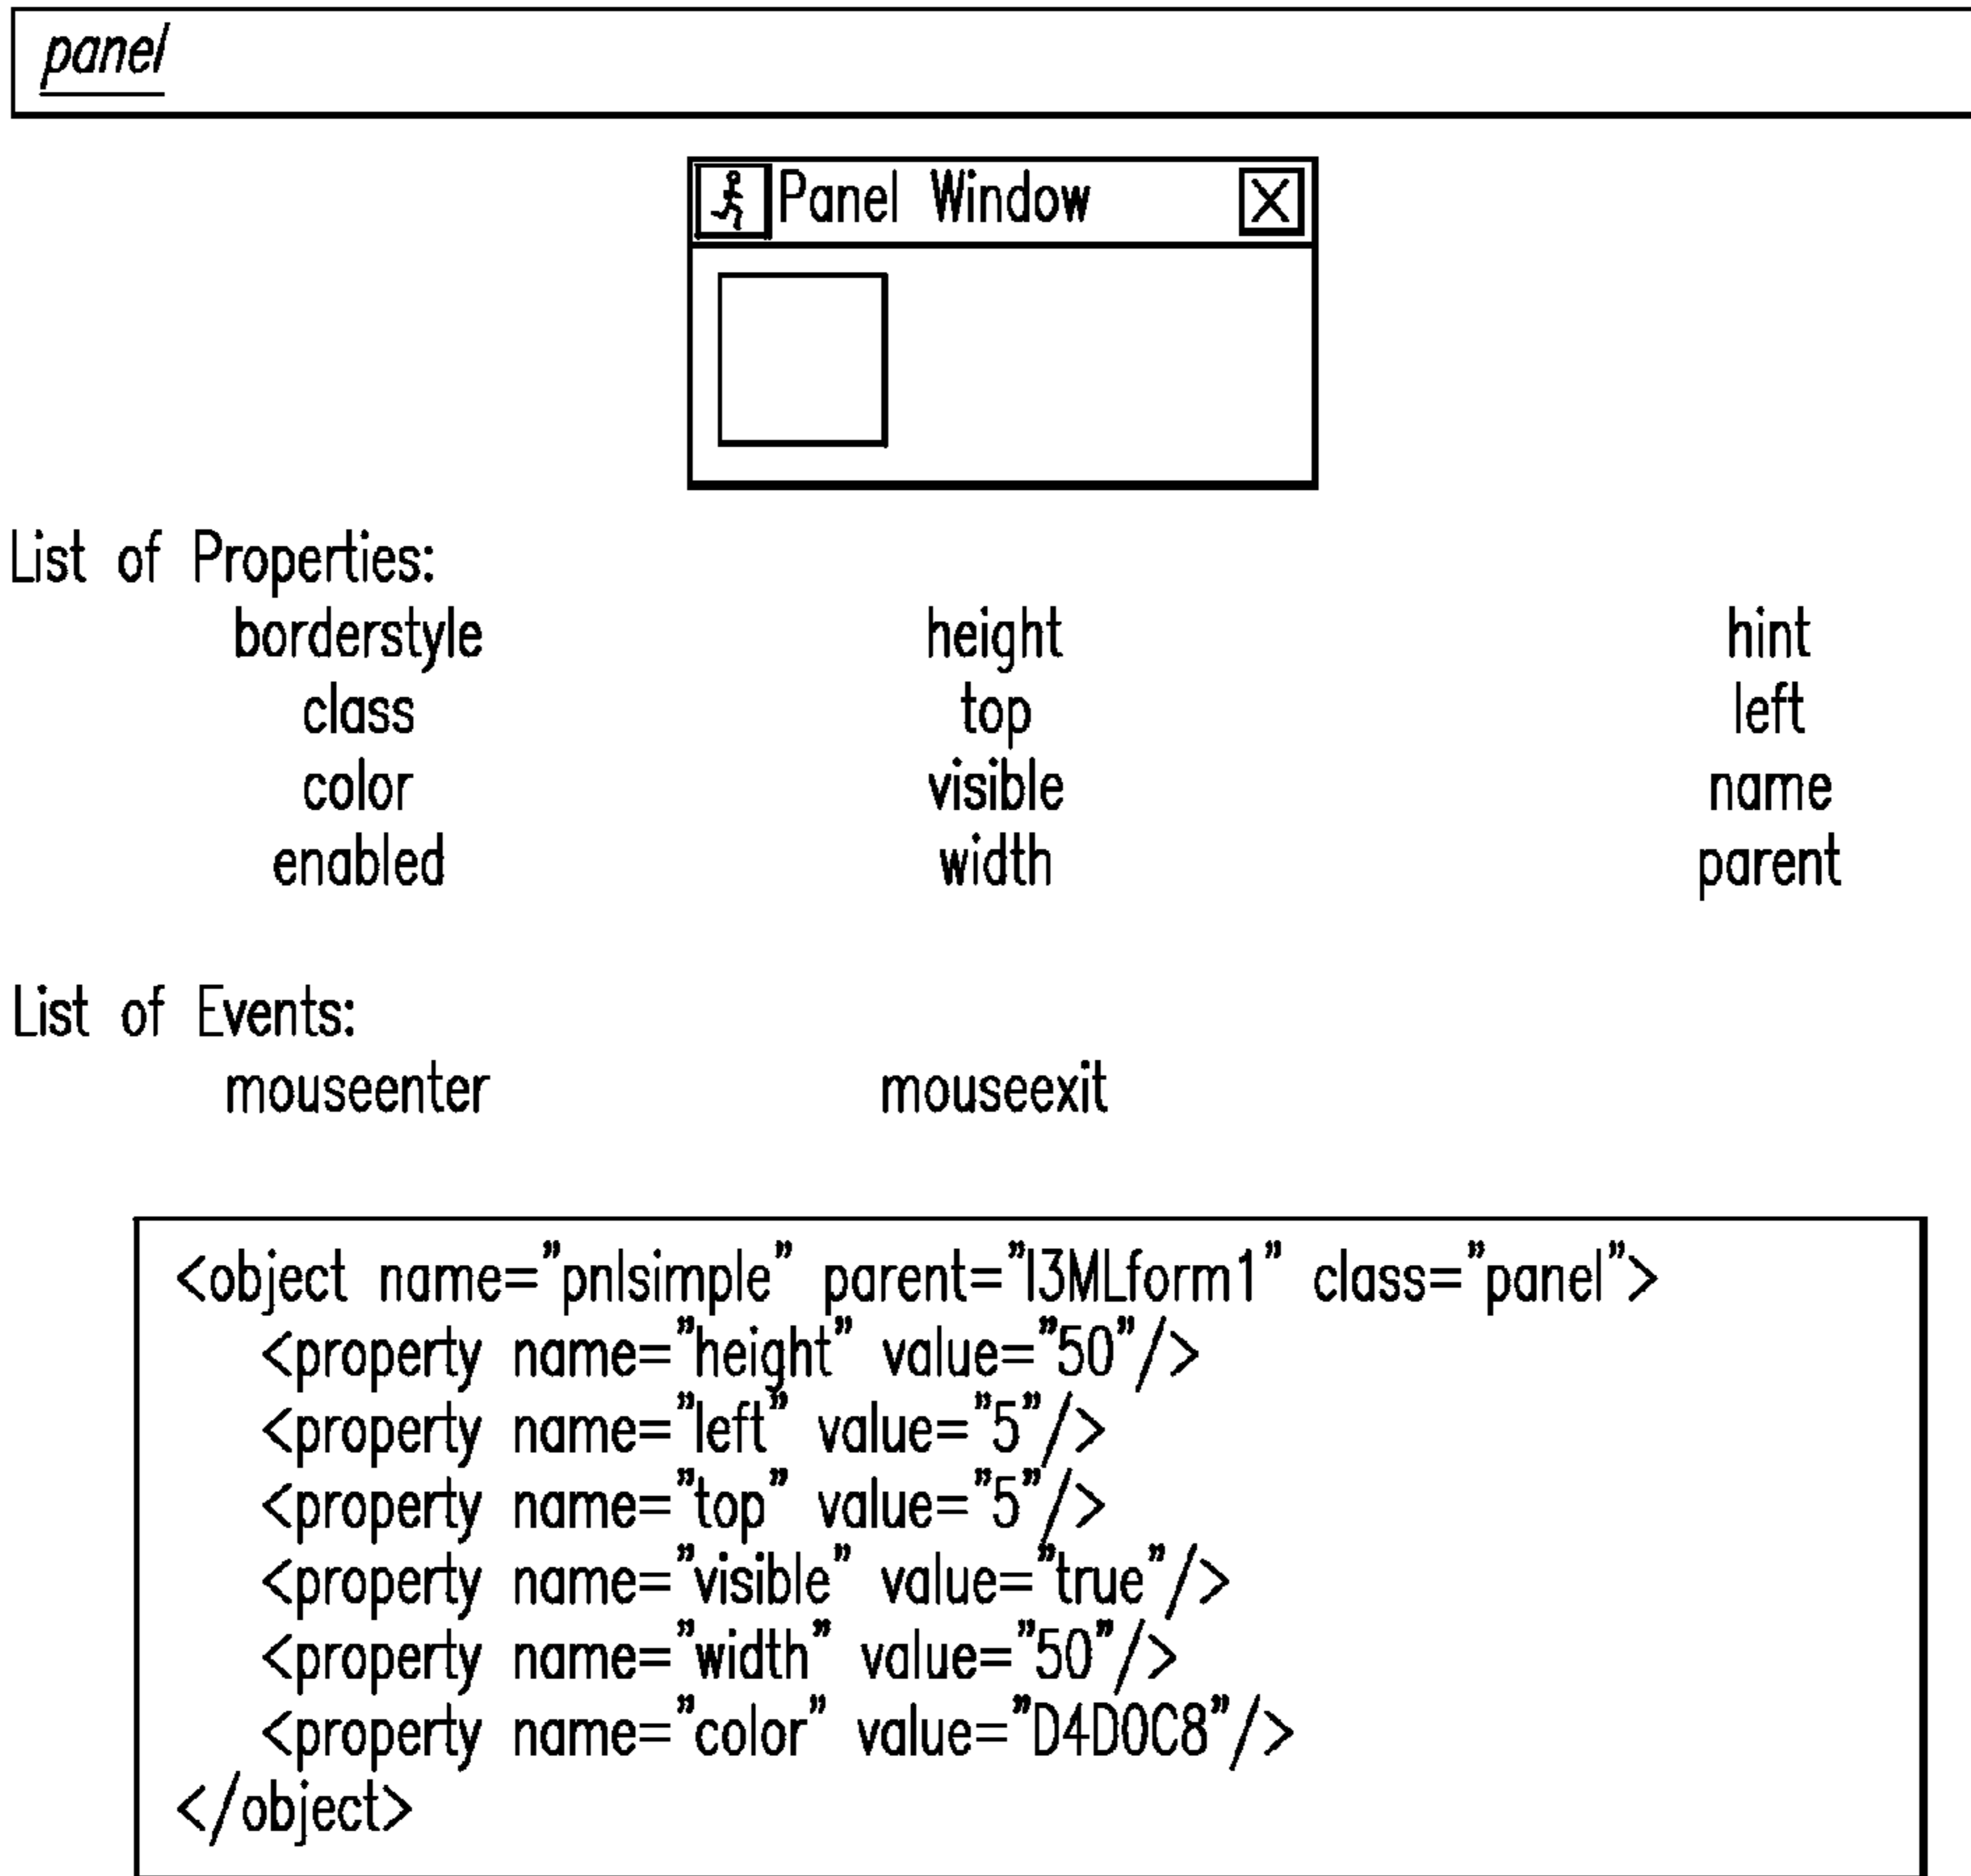 panel
Panel Window
List of Properties:
borderstyle height hint
class top left
color visible name
enabled width parent
List of Events:
mouseenter mouseexit
<object name="pnlsimple" parent="I3MLform1" class="panel">
<property name="height" value="50"/>
<property name="left" value="5"/>
<property name="top" value="5"/>
<property name="visible" value="true"/>
<property name="width" value="50"/>
<property name="color" value="D4D0C8"/>
</object>